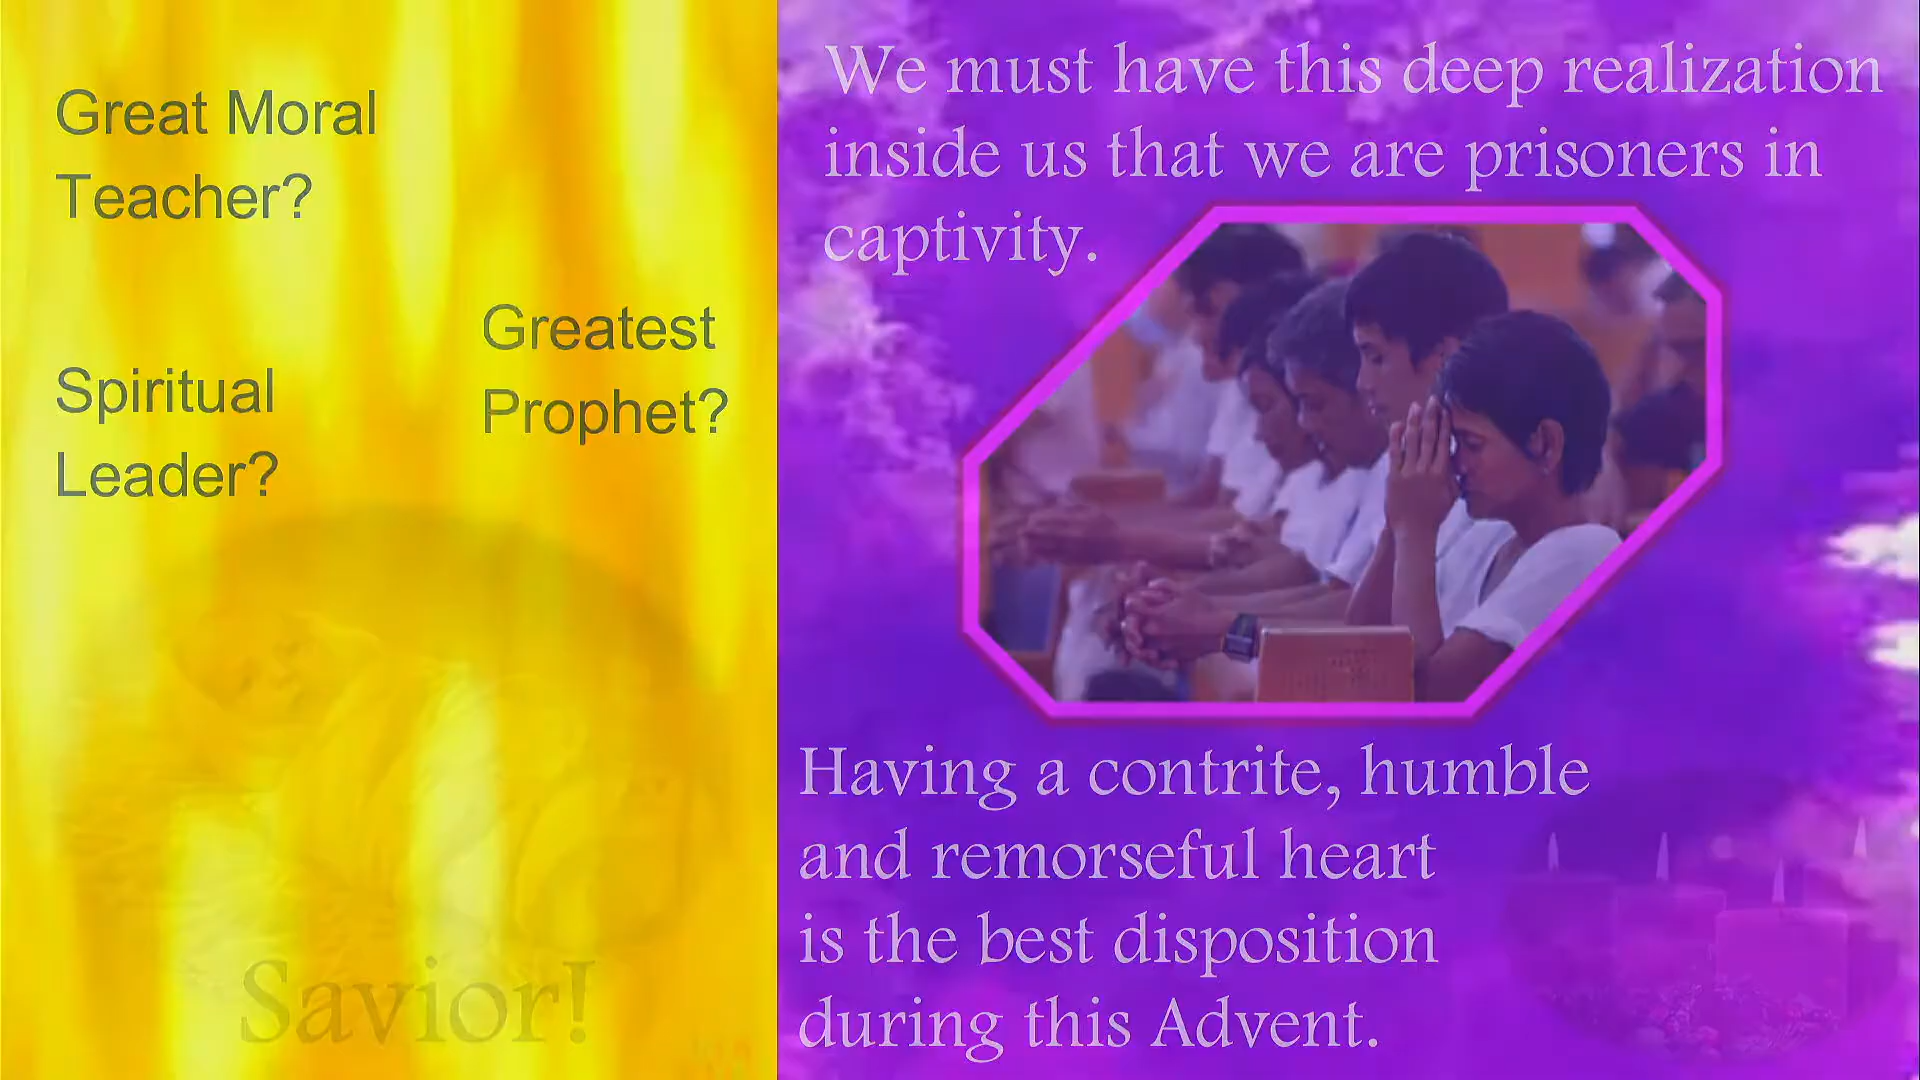 Great Moral
Teacher?
Greatest
Prophet?
Spiritual
Leader?
Savior!
We must have this deep realization
inside us that we are prisoners in
captivity.
Having a contrite, humble
and remorseful heart
is the best disposition
during this Advent.